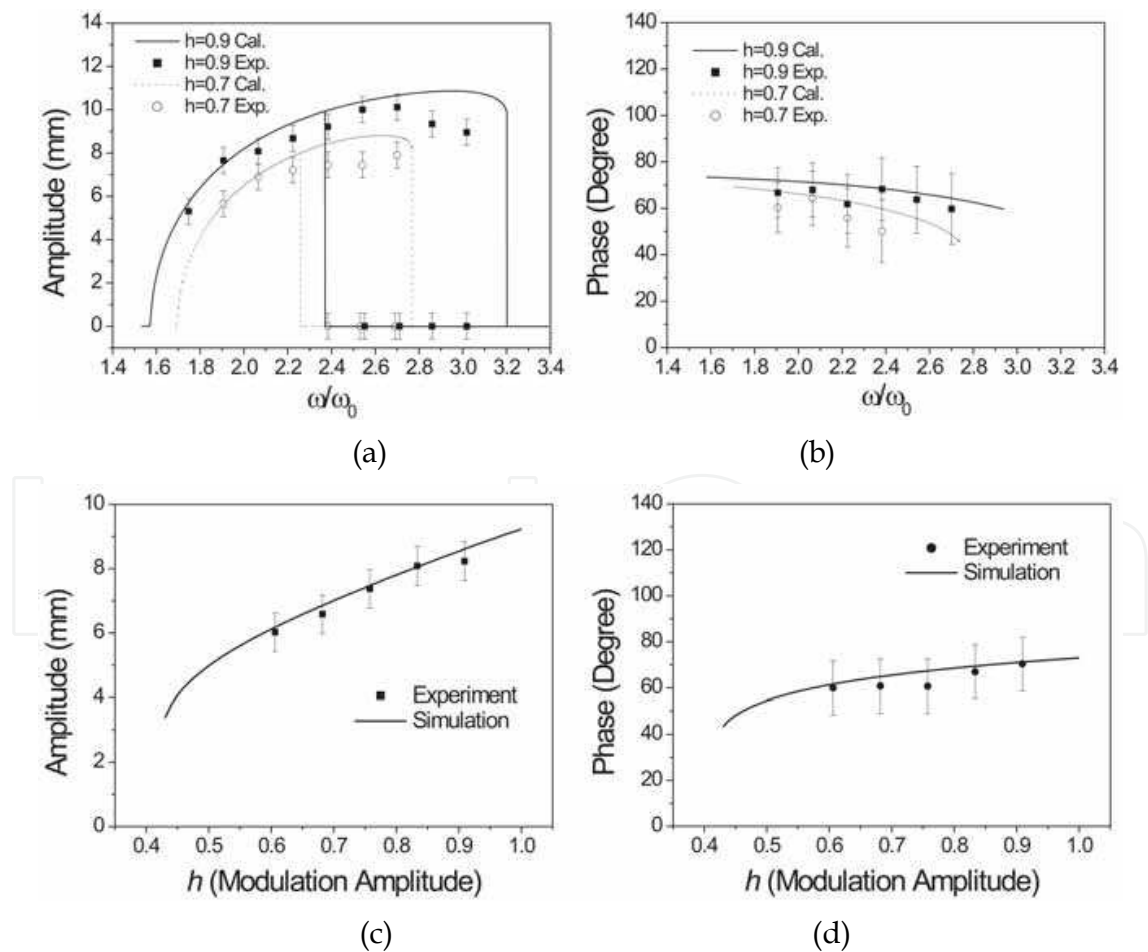 14
12
10
8
6
4
2
0
Amplitude (mm)
h=0.9 Cal.
h=0.9 Exp.
h=0.7 Cal.
h=0.7 Exp.
1.4 1.6 1.8 2.0 2.2 2.4 2.6 2.8 3.0 3.2 3.4
ω/ω0
(a)
140
120
100
80
60
40
20
0
Phase (Degree)
h=0.9 Cal.
h=0.9 Exp.
h=0.7 Cal.
h=0.7 Exp.
1.4 1.6 1.8 2.0 2.2 2.4 2.6 2.8 3.0 3.2 3.4
ω/ω0
(b)
10
8
6
4
2
0
Amplitude (mm)
Experiment
Simulation
0.4 0.5 0.6 0.7 0.8 0.9 1.0
h (Modulation Amplitude)
(c)
140
120
100
80
60
40
20
0
Phase (Degree)
Experiment
Simulation
0.4 0.5 0.6 0.7 0.8 0.9 1.0
h (Modulation Amplitude)
(d)